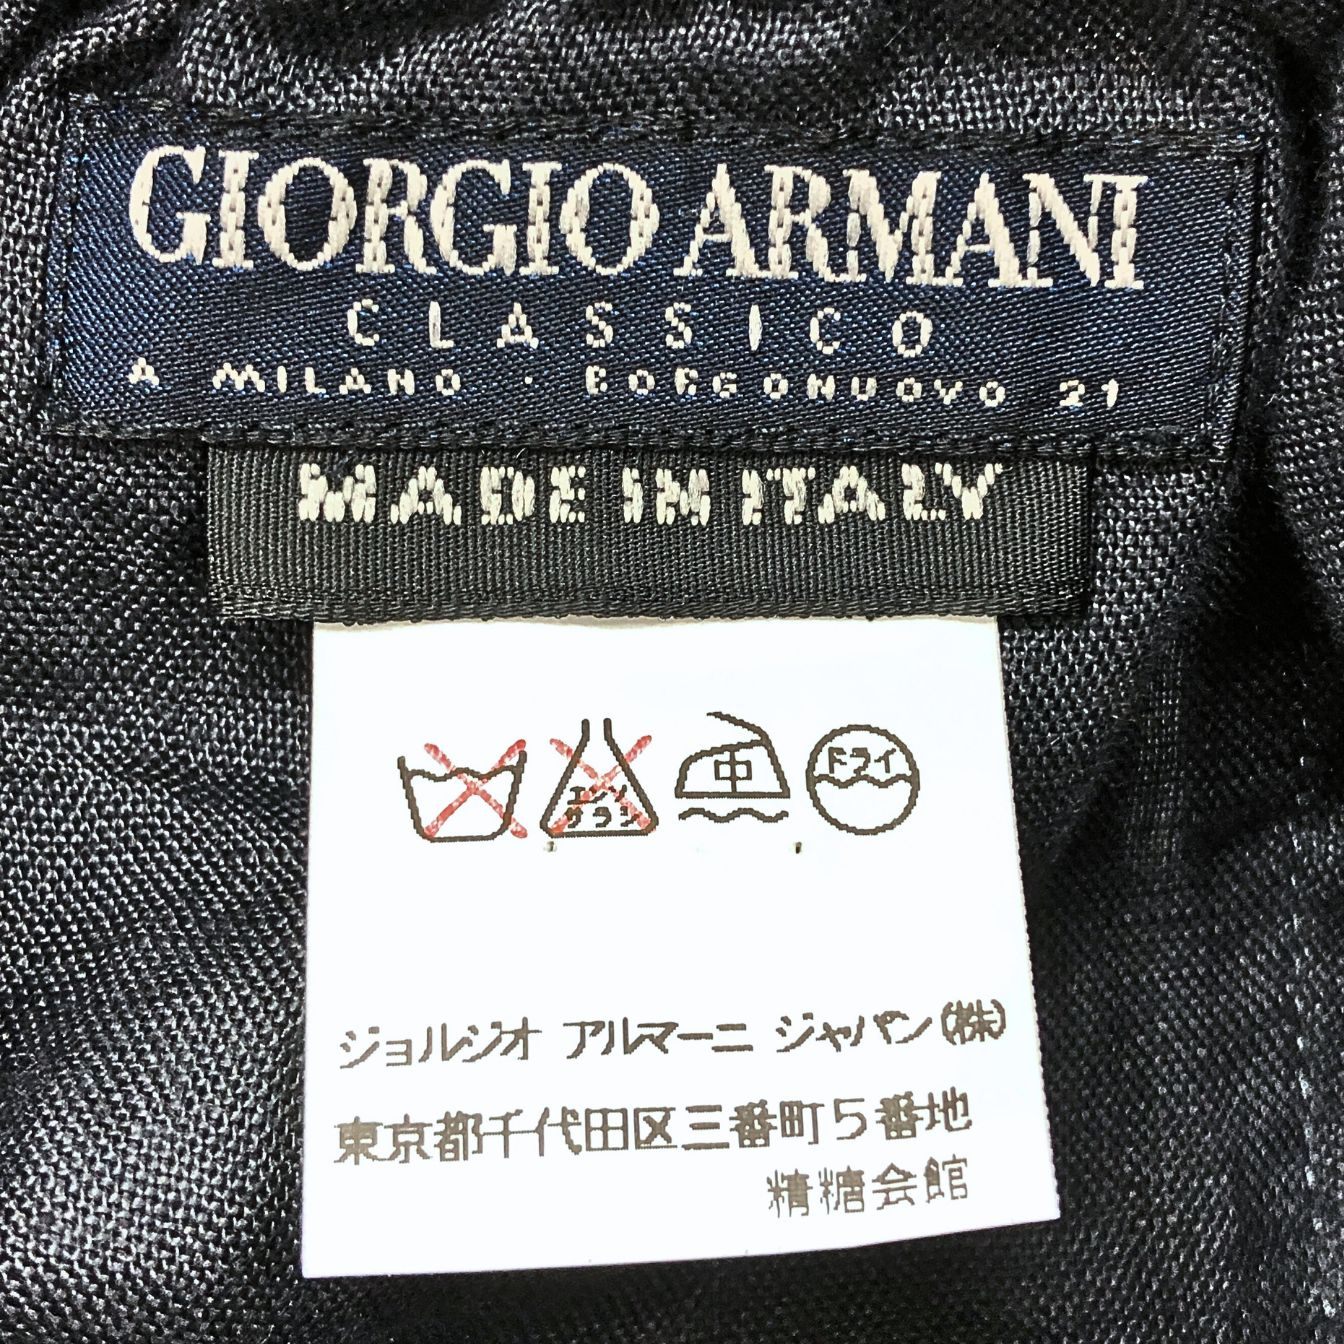 GIORGIO ARMANI
CLASSICO
A MILANO · BORGONUOVO 21
MADE IN ITALY
エンソ サラシ 中 ドライ
ジョルジオ アルマーニ ジャパン(株)
東京都千代田区三番町5番地
精糖会館